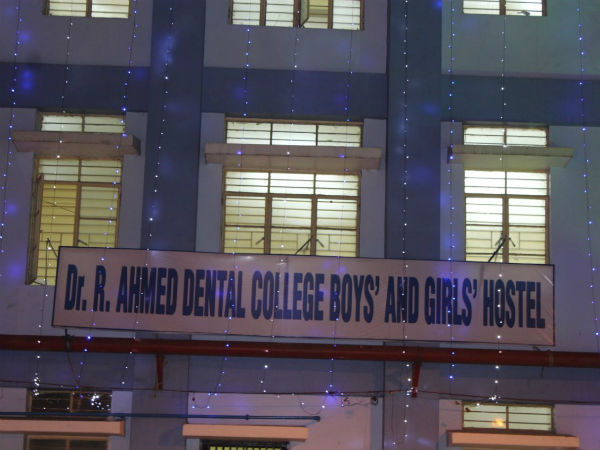 Dr. R. AHMED DENTAL COLLEGE BOYS' AND GIRLS' HOSTEL